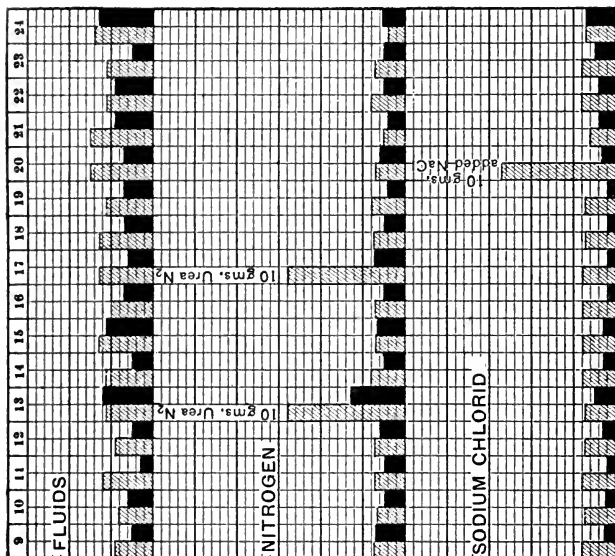 9 10 11 12 13 14 15 16 17 18 19 20 21 22 23 24
FLUIDS
10 gms. Urea N₂
10 gms. Urea N₂
NITROGEN
10 gms.
added NaC
SODIUM CHLORID